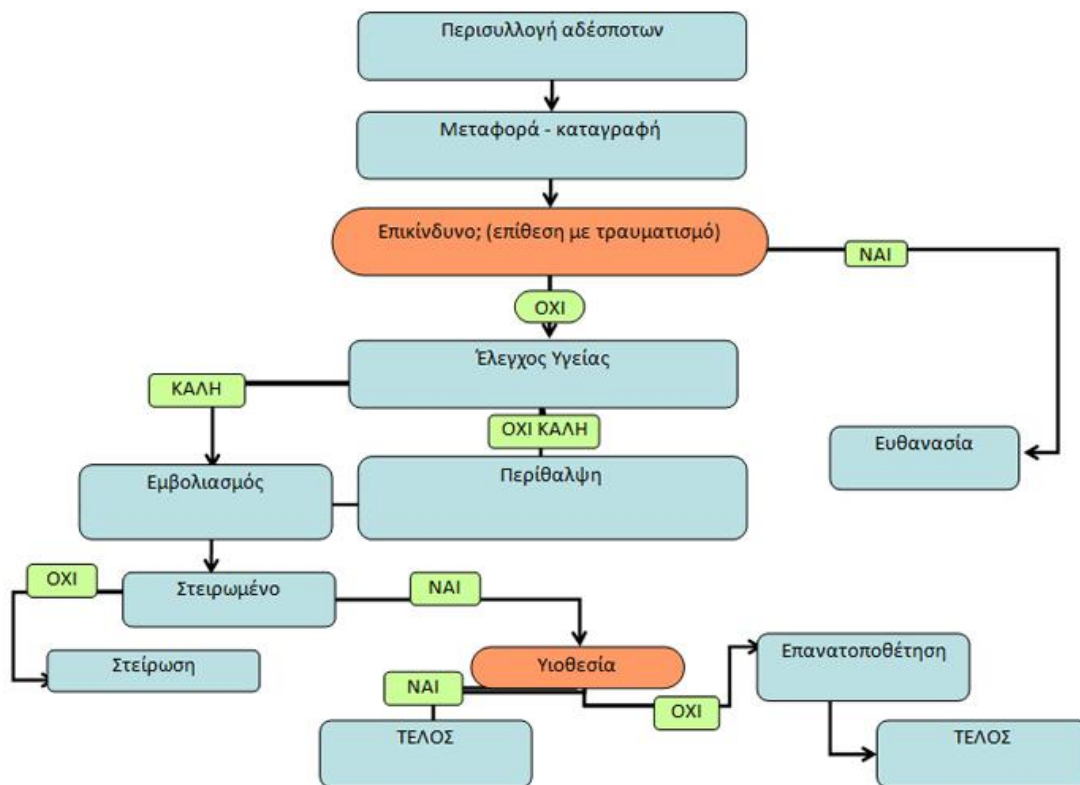 Περισυλλογή αδέσποτων
Μεταφορά - καταγραφή
Επικίνδυνο; (επίθεση με τραυματισμό)
ΝΑΙ
ΟΧΙ
Έλεγχος Υγείας
ΚΑΛΗ
ΟΧΙ ΚΑΛΗ
Ευθανασία
Εμβολιασμός
Περίθαλψη
ΟΧΙ
Στειρωμένο
ΝΑΙ
Στείρωση
Υιοθεσία
Επανατοποθέτηση
ΝΑΙ
ΟΧΙ
ΤΕΛΟΣ
ΤΕΛΟΣ